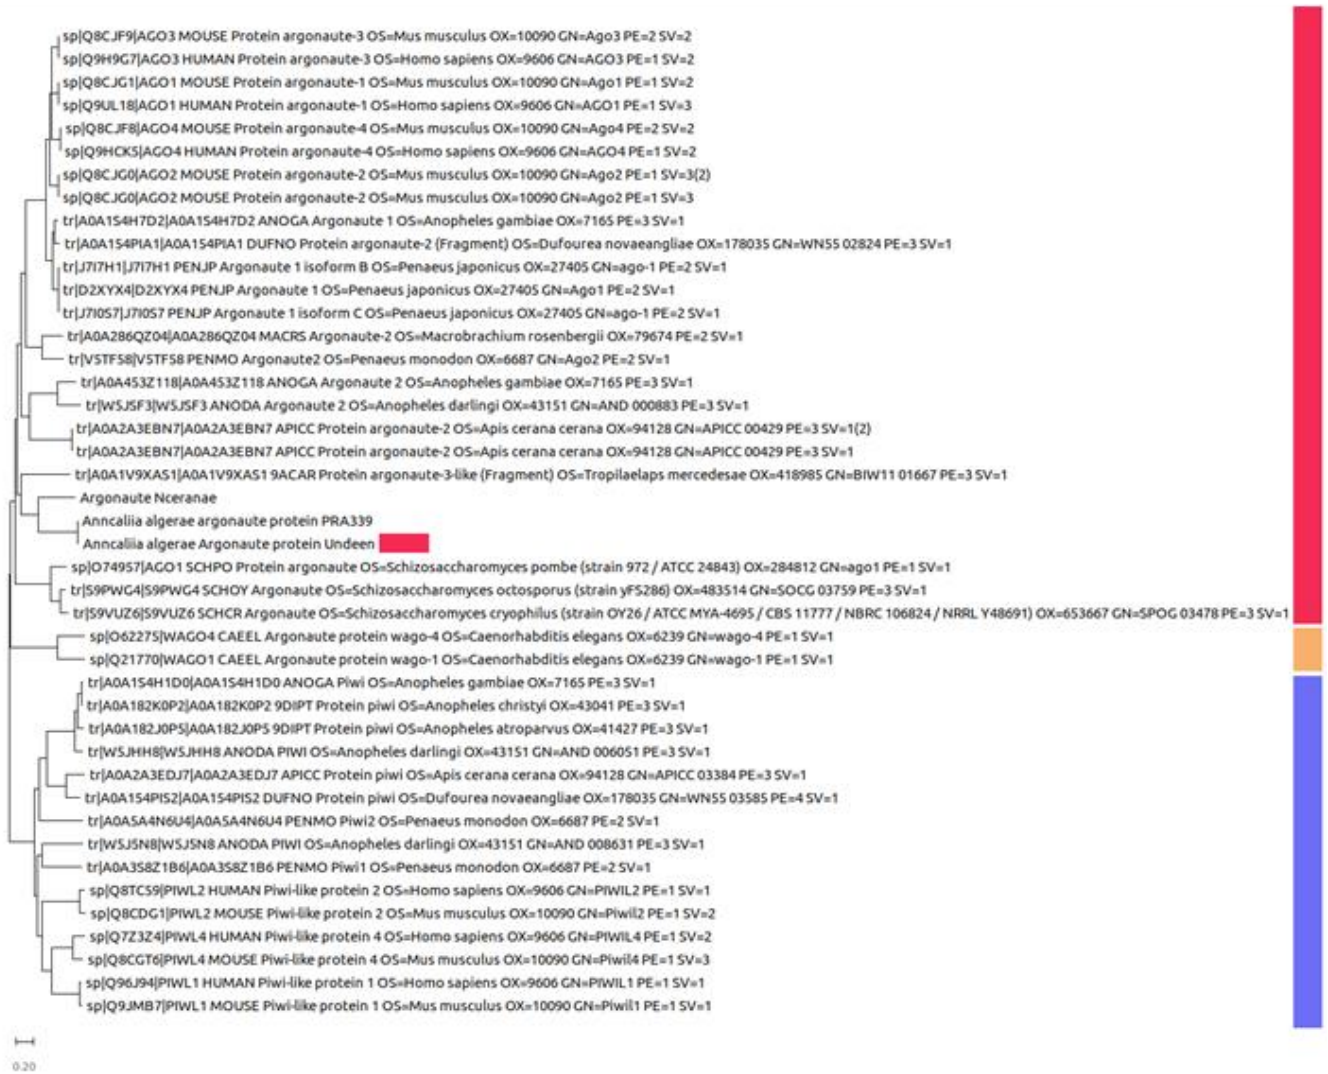 sp|Q8CJF9|AGO3 MOUSE Protein argonaute-3 OS=Mus musculus OX=10090 GN=Ago3 PE=2 SV=2
sp|Q9H9G7|AGO3 HUMAN Protein argonaute-3 OS=Homo sapiens OX=9606 GN=AGO3 PE=1 SV=2
sp|Q8CJG1|AGO1 MOUSE Protein argonaute-1 OS=Mus musculus OX=10090 GN=Ago1 PE=1 SV=2
sp|Q9UL18|AGO1 HUMAN Protein argonaute-1 OS=Homo sapiens OX=9606 GN=AGO1 PE=1 SV=3
sp|Q8CJF8|AGO4 MOUSE Protein argonaute-4 OS=Mus musculus OX=10090 GN=Ago4 PE=2 SV=2
sp|Q9HCK5|AGO4 HUMAN Protein argonaute-4 OS=Homo sapiens OX=9606 GN=AGO4 PE=1 SV=2
sp|Q8CJG0|AGO2 MOUSE Protein argonaute-2 OS=Mus musculus OX=10090 GN=Ago2 PE=1 SV=3(2)
sp|Q8CJG0|AGO2 MOUSE Protein argonaute-2 OS=Mus musculus OX=10090 GN=Ago2 PE=1 SV=3
tr|A0A1S4H7D2|A0A1S4H7D2 ANOGA Argonaute 1 OS=Anopheles gambiae OX=7165 PE=3 SV=1
tr|A0A154PIA1|A0A154PIA1 DUFNO Protein argonaute-2 (Fragment) OS=Dufourea novaeangliae OX=178035 GN=WN55 02824 PE=3 SV=1
tr|J7I7H1|J7I7H1 PENJP Argonaute 1 isoform B OS=Penaeus japonicus OX=27405 GN=ago-1 PE=2 SV=1
tr|D2XYX4|D2XYX4 PENJP Argonaute 1 OS=Penaeus japonicus OX=27405 GN=Ago1 PE=2 SV=1
tr|J7I0S7|J7I0S7 PENJP Argonaute 1 isoform C OS=Penaeus japonicus OX=27405 GN=ago-1 PE=2 SV=1
tr|A0A286QZ04|A0A286QZ04 MACRS Argonaute-2 OS=Macrobrachium rosenbergii OX=79674 PE=2 SV=1
tr|V5TF58|V5TF58 PENMO Argonaute2 OS=Penaeus monodon OX=6687 GN=Ago2 PE=2 SV=1
tr|A0A453Z118|A0A453Z118 ANOGA Argonaute 2 OS=Anopheles gambiae OX=7165 PE=3 SV=1
tr|W5JSF3|W5JSF3 ANODA Argonaute 2 OS=Anopheles darlingi OX=43151 GN=AND 000883 PE=3 SV=1
tr|A0A2A3EBN7|A0A2A3EBN7 APICC Protein argonaute-2 OS=Apis cerana cerana OX=94128 GN=APICC 00429 PE=3 SV=1(2)
tr|A0A2A3EBN7|A0A2A3EBN7 APICC Protein argonaute-2 OS=Apis cerana cerana OX=94128 GN=APICC 00429 PE=3 SV=1
tr|A0A1V9XAS1|A0A1V9XAS1 9ACAR Protein argonaute-3-like (Fragment) OS=Tropilaelaps mercedesae OX=418985 GN=BIW11 01667 PE=3 SV=1
Argonaute Nceranae
Anncaliia algerae argonaute protein PRA339
Anncaliia algerae Argonaute protein Undeen
sp|O74957|AGO1 SCHPO Protein argonaute OS=Schizosaccharomyces pombe (strain 972 / ATCC 24843) OX=284812 GN=ago1 PE=1 SV=1
tr|S9PWG4|S9PWG4 SCHOY Argonaute OS=Schizosaccharomyces octosporus (strain yFS286) OX=483514 GN=SOCG 03759 PE=3 SV=1
tr|S9VUZ6|S9VUZ6 SCHCR Argonaute OS=Schizosaccharomyces cryophilus (strain OY26 / ATCC MYA-4695 / CBS 11777 / NBRC 106824 / NRRL Y48691) OX=653667 GN=SPOG 03478 PE=3 SV=1
sp|O62275|WAGO4 CAEEL Argonaute protein wago-4 OS=Caenorhabditis elegans OX=6239 GN=wago-4 PE=1 SV=1
sp|Q21770|WAGO1 CAEEL Argonaute protein wago-1 OS=Caenorhabditis elegans OX=6239 GN=wago-1 PE=1 SV=1
tr|A0A1S4H1D0|A0A1S4H1D0 ANOGA Piwi OS=Anopheles gambiae OX=7165 PE=3 SV=1
tr|A0A182K0P2|A0A182K0P2 9DIPT Protein piwi OS=Anopheles christyi OX=43041 PE=3 SV=1
tr|A0A182J0P5|A0A182J0P5 9DIPT Protein piwi OS=Anopheles atroparvus OX=41427 PE=3 SV=1
tr|W5JHH8|W5JHH8 ANODA PIWI OS=Anopheles darlingi OX=43151 GN=AND 006051 PE=3 SV=1
tr|A0A2A3EDJ7|A0A2A3EDJ7 APICC Protein piwi OS=Apis cerana cerana OX=94128 GN=APICC 03384 PE=3 SV=1
tr|A0A154PIS2|A0A154PIS2 DUFNO Protein piwi OS=Dufourea novaeangliae OX=178035 GN=WN55 03585 PE=4 SV=1
tr|A0A5A4N6U4|A0A5A4N6U4 PENMO Piwi2 OS=Penaeus monodon OX=6687 PE=2 SV=1
tr|W5J5N8|W5J5N8 ANODA PIWI OS=Anopheles darlingi OX=43151 GN=AND 008631 PE=3 SV=1
tr|A0A3S8Z1B6|A0A3S8Z1B6 PENMO Piwi1 OS=Penaeus monodon OX=6687 PE=2 SV=1
sp|Q8TC59|PIWL2 HUMAN Piwi-like protein 2 OS=Homo sapiens OX=9606 GN=PIWIL2 PE=1 SV=1
sp|Q8CDG1|PIWL2 MOUSE Piwi-like protein 2 OS=Mus musculus OX=10090 GN=Piwil2 PE=1 SV=2
sp|Q7Z3Z4|PIWL4 HUMAN Piwi-like protein 4 OS=Homo sapiens OX=9606 GN=PIWIL4 PE=1 SV=2
sp|Q8CGT6|PIWL4 MOUSE Piwi-like protein 4 OS=Mus musculus OX=10090 GN=Piwil4 PE=1 SV=3
sp|Q96J94|PIWL1 HUMAN Piwi-like protein 1 OS=Homo sapiens OX=9606 GN=PIWIL1 PE=1 SV=1
sp|Q9JMB7|PIWL1 MOUSE Piwi-like protein 1 OS=Mus musculus OX=10090 GN=Piwil1 PE=1 SV=1
0.20